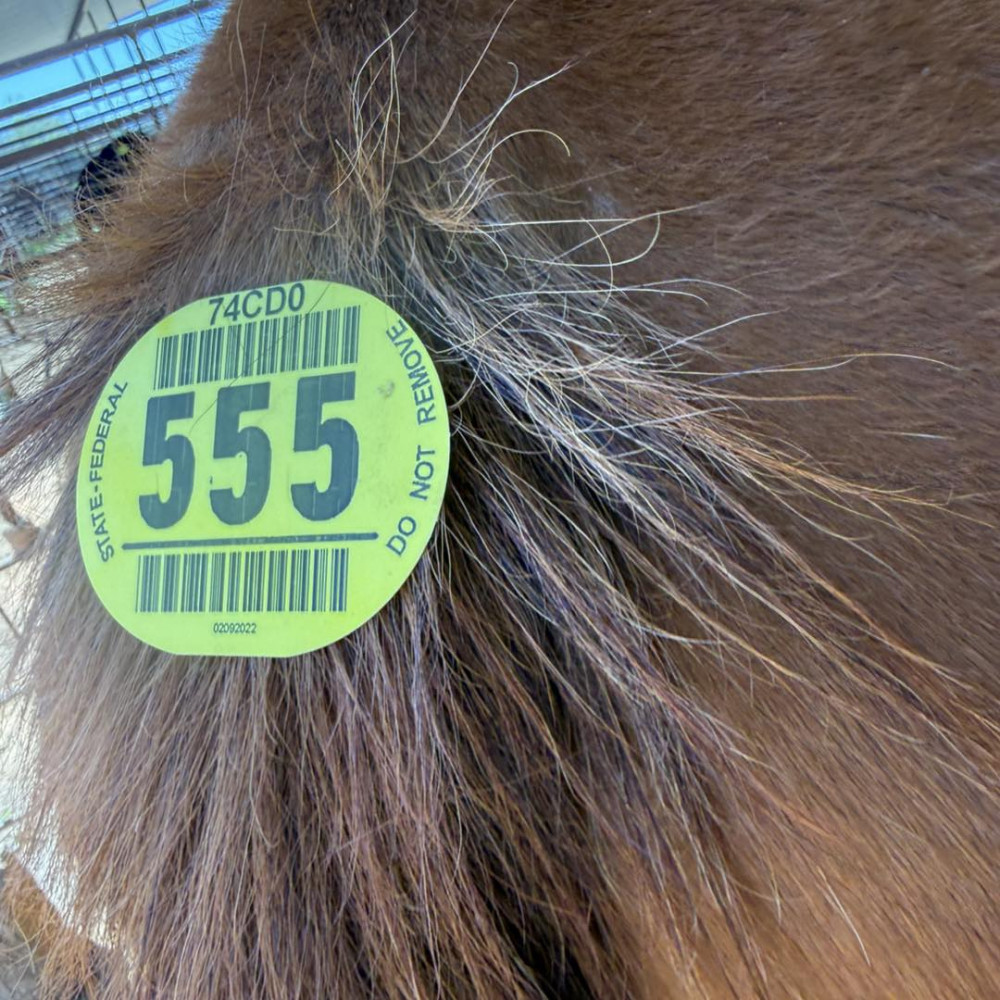 74CD0
STATE-FEDERAL
555
DO NOT REMOVE
02092022